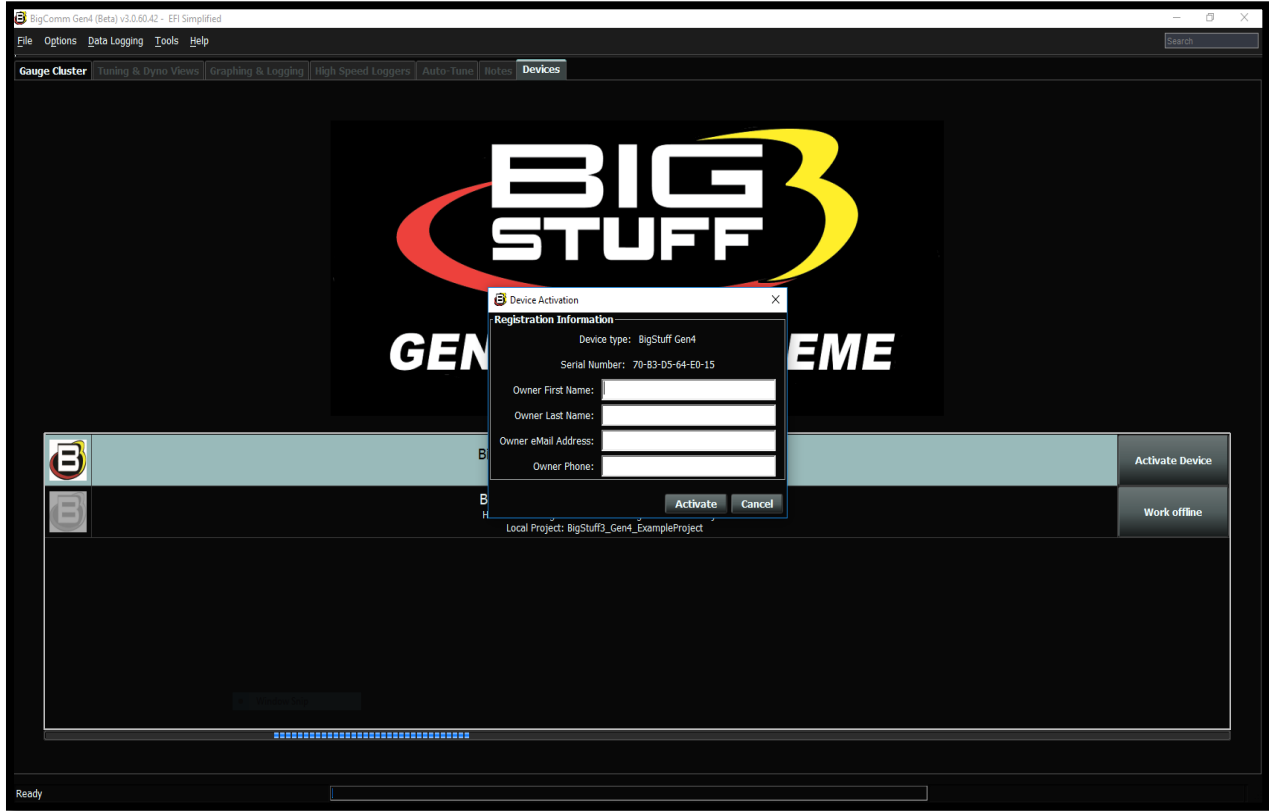 BigComm Gen4 (Beta) v3.0.60.42 - EFI Simplified
File Options Data Logging Tools Help
Search
Gauge Cluster Tuning & Dyno Views Graphing & Logging High Speed Loggers Auto-Tune Notes Devices
BIG
STUFF
3
GEN
EME
Device Activation
Registration Information
Device type: BigStuff Gen4
Serial Number: 70-B3-D5-64-E0-15
Owner First Name:
Owner Last Name:
Owner eMail Address:
Owner Phone:
Activate Cancel
B
B
Activate Device
B
B
H
Local Project: BigStuff3_Gen4_ExampleProject
Work offline
Ready